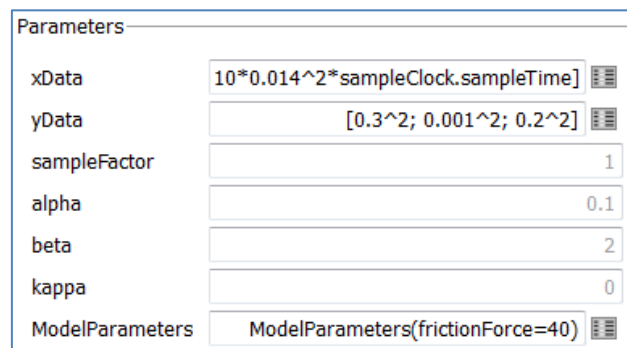 Parameters
xData 10*0.014^2*sampleClock.sampleTime]
yData [0.3^2; 0.001^2; 0.2^2]
sampleFactor 1
alpha 0.1
beta 2
kappa 0
ModelParameters ModelParameters(frictionForce=40)